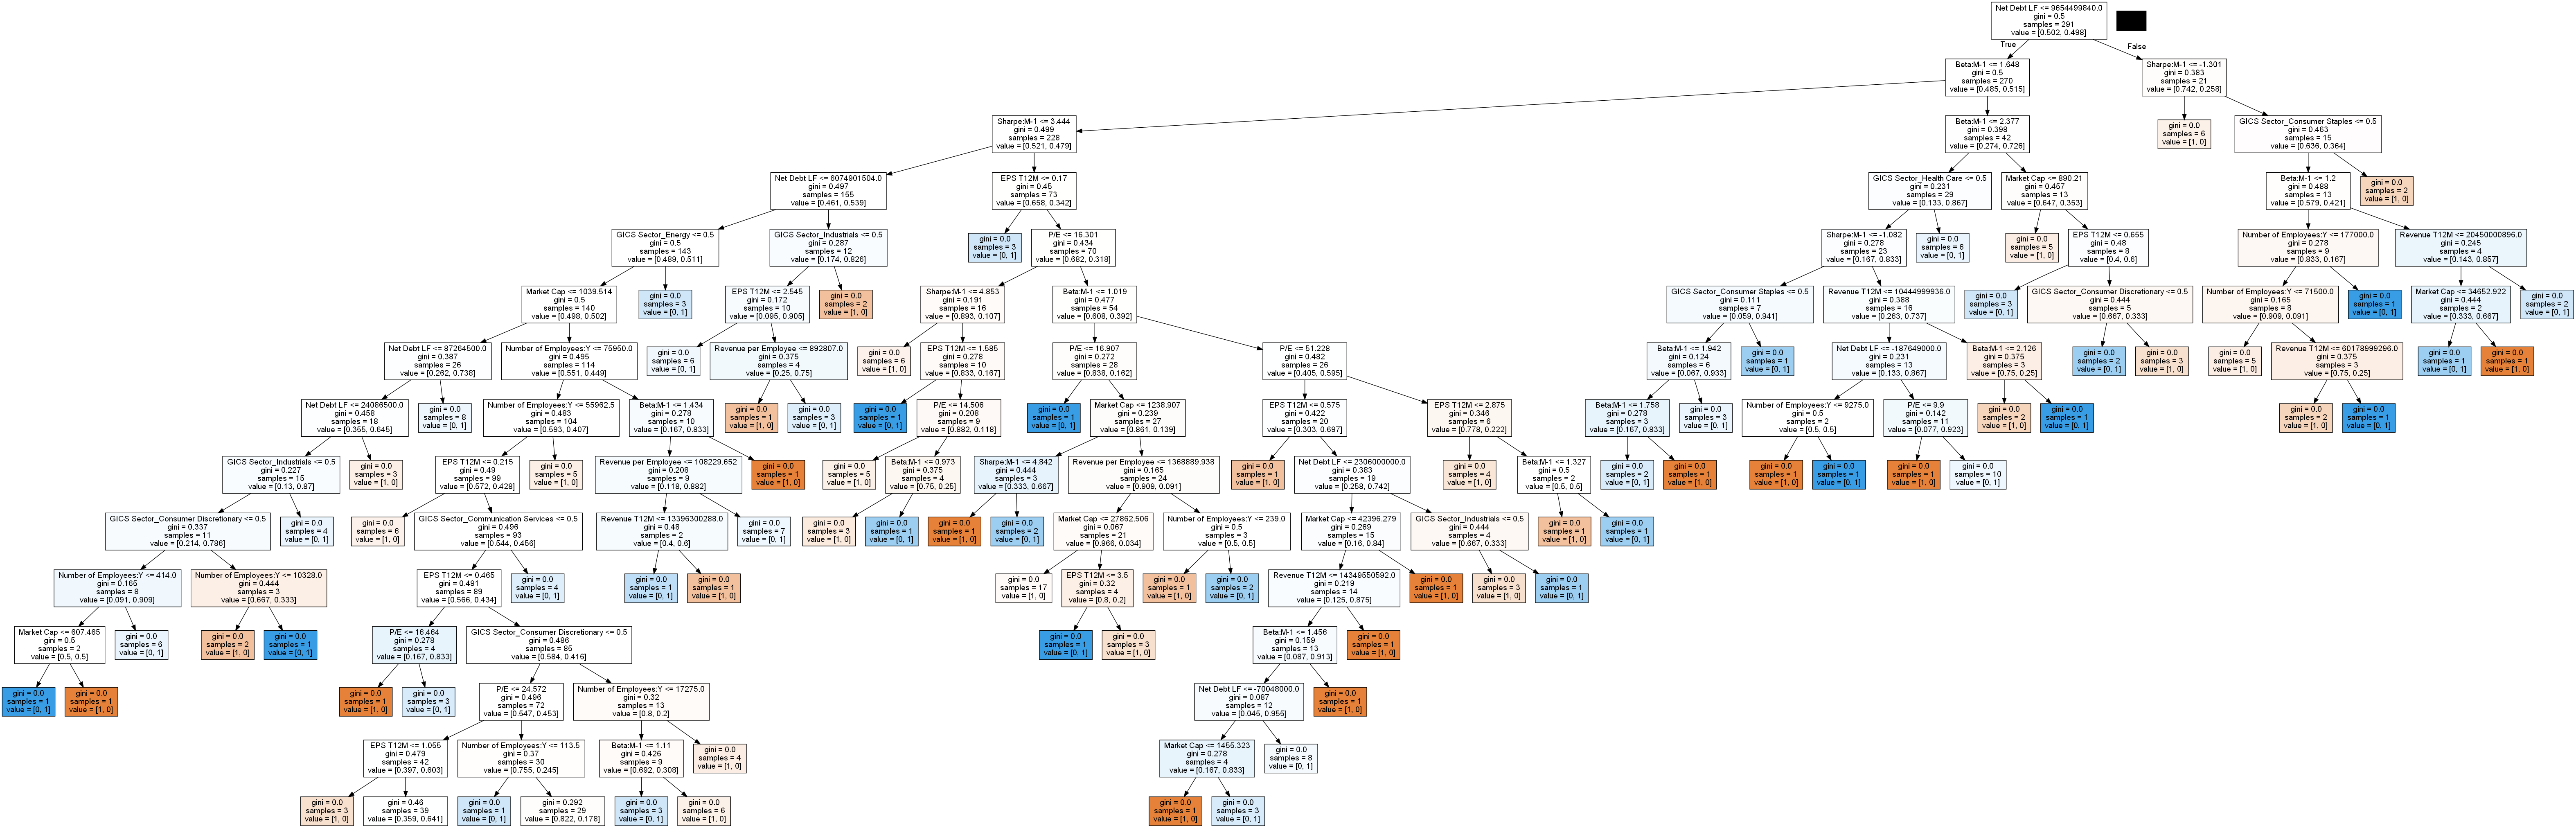 Net Debt LF <= 9654499840.0
gini = 0.5
samples = 291
value = [0.502, 0.498]
True
False
Beta:M-1 <= 1.648
gini = 0.5
samples = 270
value = [0.485, 0.515]
Sharpe:M-1 <= -1.301
gini = 0.383
samples = 21
value = [0.742, 0.258]
Sharpe:M-1 <= 3.444
gini = 0.499
samples = 228
value = [0.521, 0.479]
Beta:M-1 <= 2.377
gini = 0.398
samples = 42
value = [0.274, 0.726]
gini = 0.0
samples = 6
value = [1, 0]
GICS Sector_Consumer Staples <= 0.5
gini = 0.463
samples = 15
value = [0.636, 0.364]
Net Debt LF <= 6074901504.0
gini = 0.497
samples = 155
value = [0.461, 0.539]
EPS T12M <= 0.17
gini = 0.45
samples = 73
value = [0.658, 0.342]
GICS Sector_Health Care <= 0.5
gini = 0.231
samples = 29
value = [0.133, 0.867]
Market Cap <= 890.21
gini = 0.457
samples = 13
value = [0.647, 0.353]
Beta:M-1 <= 1.2
gini = 0.488
samples = 13
value = [0.579, 0.421]
gini = 0.0
samples = 2
value = [1, 0]
GICS Sector_Energy <= 0.5
gini = 0.5
samples = 143
value = [0.489, 0.511]
GICS Sector_Industrials <= 0.5
gini = 0.287
samples = 12
value = [0.174, 0.826]
gini = 0.0
samples = 3
value = [0, 1]
P/E <= 16.301
gini = 0.434
samples = 70
value = [0.682, 0.318]
Sharpe:M-1 <= -1.082
gini = 0.278
samples = 23
value = [0.167, 0.833]
gini = 0.0
samples = 6
value = [0, 1]
gini = 0.0
samples = 5
value = [1, 0]
EPS T12M <= 0.655
gini = 0.48
samples = 8
value = [0.4, 0.6]
Number of Employees:Y <= 177000.0
gini = 0.278
samples = 9
value = [0.833, 0.167]
Revenue T12M <= 20450000896.0
gini = 0.245
samples = 4
value = [0.143, 0.857]
Market Cap <= 1039.514
gini = 0.5
samples = 140
value = [0.498, 0.502]
gini = 0.0
samples = 3
value = [0, 1]
EPS T12M <= 2.545
gini = 0.172
samples = 10
value = [0.095, 0.905]
gini = 0.0
samples = 2
value = [1, 0]
Sharpe:M-1 <= 4.853
gini = 0.191
samples = 16
value = [0.893, 0.107]
Beta:M-1 <= 1.019
gini = 0.477
samples = 54
value = [0.608, 0.392]
GICS Sector_Consumer Staples <= 0.5
gini = 0.111
samples = 7
value = [0.059, 0.941]
Revenue T12M <= 10444999936.0
gini = 0.388
samples = 16
value = [0.263, 0.737]
gini = 0.0
samples = 3
value = [0, 1]
GICS Sector_Consumer Discretionary <= 0.5
gini = 0.444
samples = 5
value = [0.667, 0.333]
Number of Employees:Y <= 71500.0
gini = 0.165
samples = 8
value = [0.909, 0.091]
gini = 0.0
samples = 1
value = [0, 1]
Market Cap <= 34652.922
gini = 0.444
samples = 2
value = [0.333, 0.667]
gini = 0.0
samples = 2
value = [0, 1]
Net Debt LF <= 87264500.0
gini = 0.387
samples = 26
value = [0.262, 0.738]
Number of Employees:Y <= 75950.0
gini = 0.495
samples = 114
value = [0.551, 0.449]
gini = 0.0
samples = 6
value = [0, 1]
Revenue per Employee <= 892807.0
gini = 0.375
samples = 4
value = [0.25, 0.75]
gini = 0.0
samples = 6
value = [1, 0]
EPS T12M <= 1.585
gini = 0.278
samples = 10
value = [0.833, 0.167]
P/E <= 16.907
gini = 0.272
samples = 28
value = [0.838, 0.162]
P/E <= 51.228
gini = 0.482
samples = 26
value = [0.405, 0.595]
Beta:M-1 <= 1.942
gini = 0.124
samples = 6
value = [0.067, 0.933]
gini = 0.0
samples = 1
value = [0, 1]
Net Debt LF <= -187649000.0
gini = 0.231
samples = 13
value = [0.133, 0.867]
Beta:M-1 <= 2.126
gini = 0.375
samples = 3
value = [0.75, 0.25]
gini = 0.0
samples = 2
value = [0, 1]
gini = 0.0
samples = 3
value = [1, 0]
gini = 0.0
samples = 5
value = [1, 0]
Revenue T12M <= 60178999296.0
gini = 0.375
samples = 3
value = [0.75, 0.25]
gini = 0.0
samples = 1
value = [0, 1]
gini = 0.0
samples = 1
value = [1, 0]
Net Debt LF <= 24086500.0
gini = 0.458
samples = 18
value = [0.355, 0.645]
gini = 0.0
samples = 8
value = [0, 1]
Number of Employees:Y <= 55962.5
gini = 0.483
samples = 104
value = [0.593, 0.407]
Beta:M-1 <= 1.434
gini = 0.278
samples = 10
value = [0.167, 0.833]
gini = 0.0
samples = 1
value = [1, 0]
gini = 0.0
samples = 3
value = [0, 1]
gini = 0.0
samples = 1
value = [0, 1]
P/E <= 14.506
gini = 0.208
samples = 9
value = [0.882, 0.118]
gini = 0.0
samples = 1
value = [0, 1]
Market Cap <= 1238.907
gini = 0.239
samples = 27
value = [0.861, 0.139]
EPS T12M <= 0.575
gini = 0.422
samples = 20
value = [0.303, 0.697]
EPS T12M <= 2.875
gini = 0.346
samples = 6
value = [0.778, 0.222]
Beta:M-1 <= 1.758
gini = 0.278
samples = 3
value = [0.167, 0.833]
gini = 0.0
samples = 3
value = [0, 1]
Number of Employees:Y <= 9275.0
gini = 0.5
samples = 2
value = [0.5, 0.5]
P/E <= 9.9
gini = 0.142
samples = 11
value = [0.077, 0.923]
gini = 0.0
samples = 2
value = [1, 0]
gini = 0.0
samples = 1
value = [0, 1]
gini = 0.0
samples = 2
value = [1, 0]
gini = 0.0
samples = 1
value = [0, 1]
GICS Sector_Industrials <= 0.5
gini = 0.227
samples = 15
value = [0.13, 0.87]
gini = 0.0
samples = 3
value = [1, 0]
EPS T12M <= 0.215
gini = 0.49
samples = 99
value = [0.572, 0.428]
gini = 0.0
samples = 5
value = [1, 0]
Revenue per Employee <= 108229.652
gini = 0.208
samples = 9
value = [0.118, 0.882]
gini = 0.0
samples = 1
value = [1, 0]
gini = 0.0
samples = 5
value = [1, 0]
Beta:M-1 <= 0.973
gini = 0.375
samples = 4
value = [0.75, 0.25]
Sharpe:M-1 <= 4.842
gini = 0.444
samples = 3
value = [0.333, 0.667]
Revenue per Employee <= 1368889.938
gini = 0.165
samples = 24
value = [0.909, 0.091]
gini = 0.0
samples = 1
value = [1, 0]
Net Debt LF <= 2306000000.0
gini = 0.383
samples = 19
value = [0.258, 0.742]
gini = 0.0
samples = 4
value = [1, 0]
Beta:M-1 <= 1.327
gini = 0.5
samples = 2
value = [0.5, 0.5]
gini = 0.0
samples = 2
value = [0, 1]
gini = 0.0
samples = 1
value = [1, 0]
gini = 0.0
samples = 1
value = [1, 0]
gini = 0.0
samples = 1
value = [0, 1]
gini = 0.0
samples = 1
value = [1, 0]
gini = 0.0
samples = 10
value = [0, 1]
GICS Sector_Consumer Discretionary <= 0.5
gini = 0.337
samples = 11
value = [0.214, 0.786]
gini = 0.0
samples = 4
value = [0, 1]
gini = 0.0
samples = 6
value = [1, 0]
GICS Sector_Communication Services <= 0.5
gini = 0.496
samples = 93
value = [0.544, 0.456]
Revenue T12M <= 13396300288.0
gini = 0.48
samples = 2
value = [0.4, 0.6]
gini = 0.0
samples = 7
value = [0, 1]
gini = 0.0
samples = 3
value = [1, 0]
gini = 0.0
samples = 1
value = [0, 1]
gini = 0.0
samples = 1
value = [1, 0]
gini = 0.0
samples = 2
value = [0, 1]
Market Cap <= 27862.506
gini = 0.067
samples = 21
value = [0.966, 0.034]
Number of Employees:Y <= 239.0
gini = 0.5
samples = 3
value = [0.5, 0.5]
Market Cap <= 42396.279
gini = 0.269
samples = 15
value = [0.16, 0.84]
GICS Sector_Industrials <= 0.5
gini = 0.444
samples = 4
value = [0.667, 0.333]
gini = 0.0
samples = 1
value = [1, 0]
gini = 0.0
samples = 1
value = [0, 1]
Number of Employees:Y <= 414.0
gini = 0.165
samples = 8
value = [0.091, 0.909]
Number of Employees:Y <= 10328.0
gini = 0.444
samples = 3
value = [0.667, 0.333]
EPS T12M <= 0.465
gini = 0.491
samples = 89
value = [0.566, 0.434]
gini = 0.0
samples = 4
value = [0, 1]
gini = 0.0
samples = 1
value = [0, 1]
gini = 0.0
samples = 1
value = [1, 0]
gini = 0.0
samples = 17
value = [1, 0]
EPS T12M <= 3.5
gini = 0.32
samples = 4
value = [0.8, 0.2]
gini = 0.0
samples = 1
value = [1, 0]
gini = 0.0
samples = 2
value = [0, 1]
Revenue T12M <= 14349550592.0
gini = 0.219
samples = 14
value = [0.125, 0.875]
gini = 0.0
samples = 1
value = [1, 0]
gini = 0.0
samples = 3
value = [1, 0]
gini = 0.0
samples = 1
value = [0, 1]
Market Cap <= 607.465
gini = 0.5
samples = 2
value = [0.5, 0.5]
gini = 0.0
samples = 6
value = [0, 1]
gini = 0.0
samples = 2
value = [1, 0]
gini = 0.0
samples = 1
value = [0, 1]
P/E <= 16.464
gini = 0.278
samples = 4
value = [0.167, 0.833]
GICS Sector_Consumer Discretionary <= 0.5
gini = 0.486
samples = 85
value = [0.584, 0.416]
gini = 0.0
samples = 1
value = [0, 1]
gini = 0.0
samples = 3
value = [1, 0]
Beta:M-1 <= 1.456
gini = 0.159
samples = 13
value = [0.087, 0.913]
gini = 0.0
samples = 1
value = [1, 0]
gini = 0.0
samples = 1
value = [0, 1]
gini = 0.0
samples = 1
value = [1, 0]
gini = 0.0
samples = 1
value = [1, 0]
gini = 0.0
samples = 3
value = [0, 1]
P/E <= 24.572
gini = 0.496
samples = 72
value = [0.547, 0.453]
Number of Employees:Y <= 17275.0
gini = 0.32
samples = 13
value = [0.8, 0.2]
Net Debt LF <= -70048000.0
gini = 0.087
samples = 12
value = [0.045, 0.955]
gini = 0.0
samples = 1
value = [1, 0]
EPS T12M <= 1.055
gini = 0.479
samples = 42
value = [0.397, 0.603]
Number of Employees:Y <= 113.5
gini = 0.37
samples = 30
value = [0.755, 0.245]
Beta:M-1 <= 1.11
gini = 0.426
samples = 9
value = [0.692, 0.308]
gini = 0.0
samples = 4
value = [1, 0]
Market Cap <= 1455.323
gini = 0.278
samples = 4
value = [0.167, 0.833]
gini = 0.0
samples = 8
value = [0, 1]
gini = 0.0
samples = 3
value = [1, 0]
gini = 0.46
samples = 39
value = [0.359, 0.641]
gini = 0.0
samples = 1
value = [0, 1]
gini = 0.292
samples = 29
value = [0.822, 0.178]
gini = 0.0
samples = 3
value = [0, 1]
gini = 0.0
samples = 6
value = [1, 0]
gini = 0.0
samples = 1
value = [1, 0]
gini = 0.0
samples = 3
value = [0, 1]